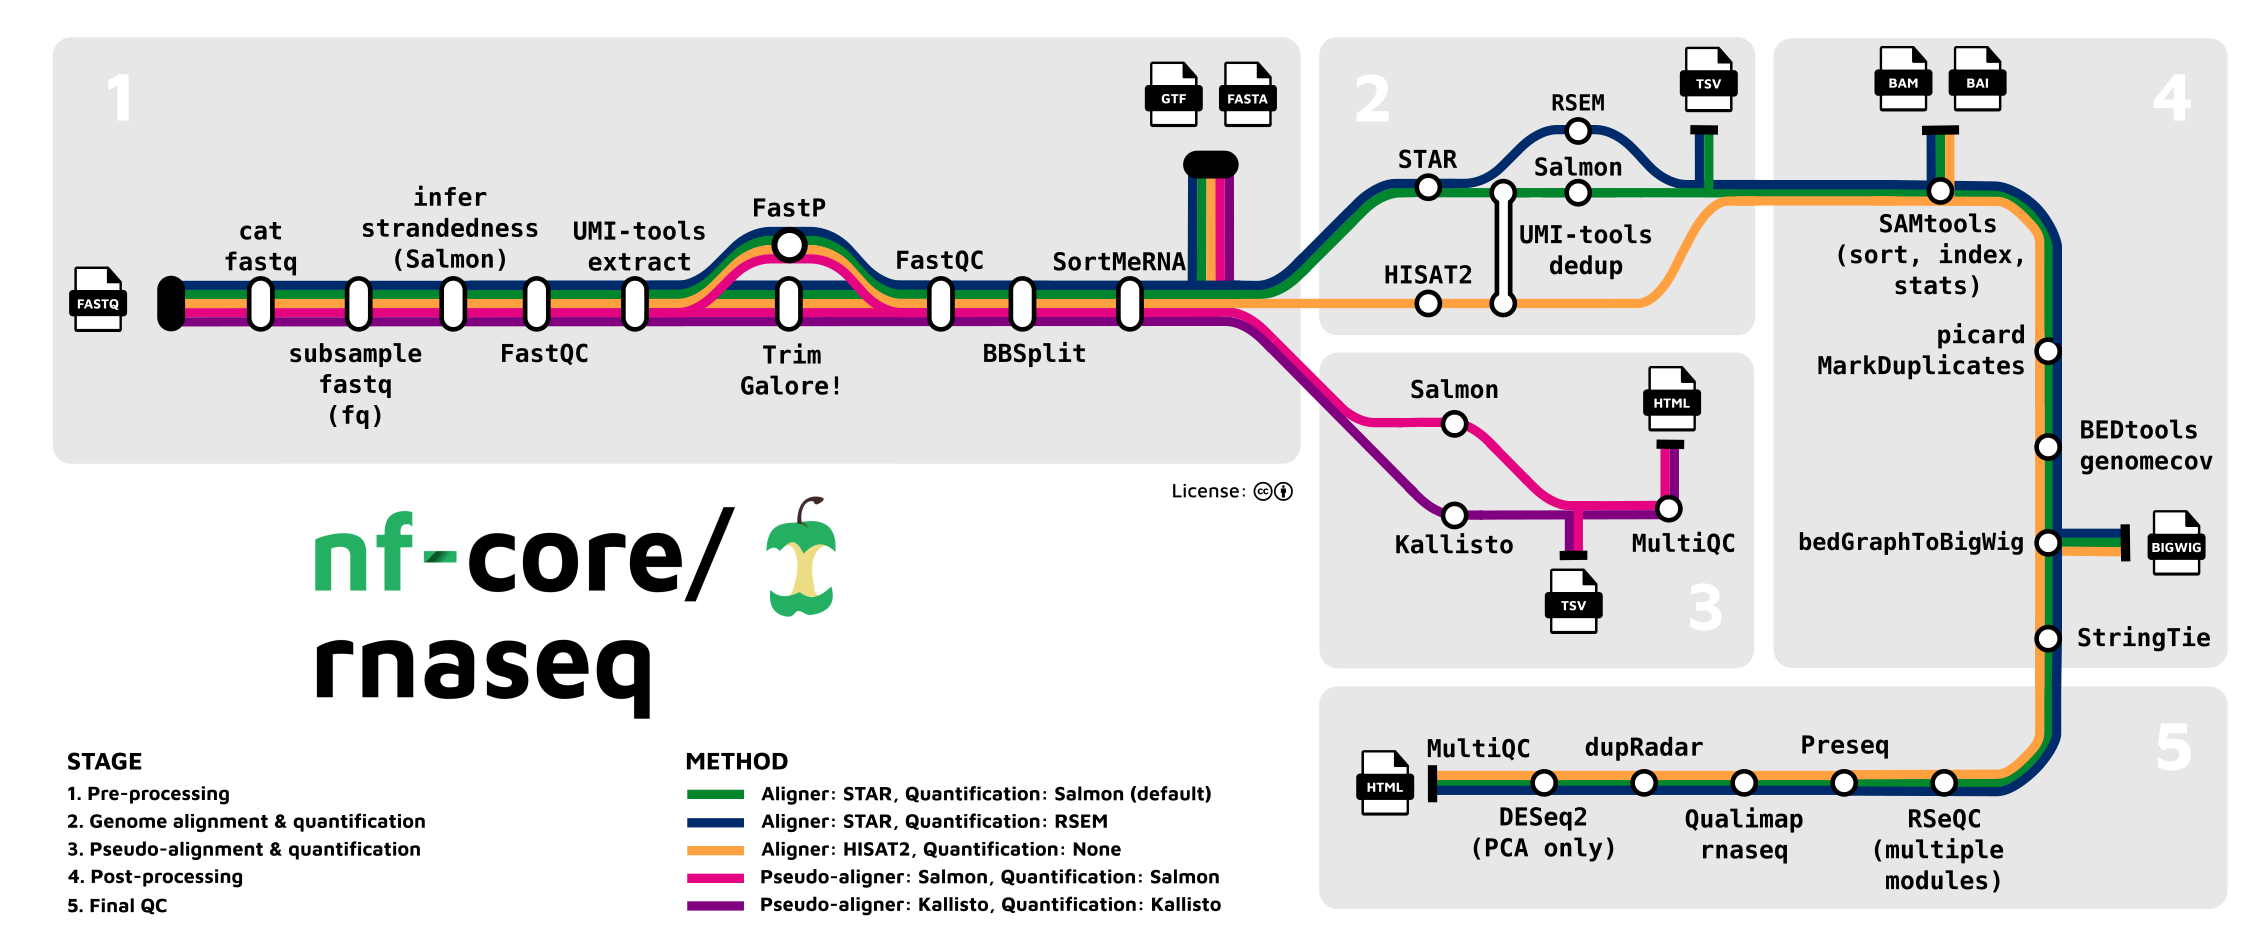 1
GTF
FASTA
infer
strandedness
(Salmon)
cat
fastq
UMI-tools
extract
FastP
FastQC
SortMeRNA
FASTQ
subsample
fastq
(fq)
FastQC
Trim
Galore!
BBSplit
2
TSV
RSEM
STAR
Salmon
UMI-tools
dedup
HISAT2
4
BAM
BAI
SAMtools
(sort, index,
stats)
picard
MarkDuplicates
BEDtools
genomecov
bedGraphToBigWig
BIGWIG
StringTie
Salmon
HTML
Kallisto
MultiQC
TSV
3
License: cc
nf-core/
rnaseq
5
MultiQC
dupRadar
Preseq
HTML
DESeq2
(PCA only)
Qualimap
rnaseq
RSeQC
(multiple
modules)
STAGE
1. Pre-processing
2. Genome alignment & quantification
3. Pseudo-alignment & quantification
4. Post-processing
5. Final QC
METHOD
Aligner: STAR, Quantification: Salmon (default)
Aligner: STAR, Quantification: RSEM
Aligner: HISAT2, Quantification: None
Pseudo-aligner: Salmon, Quantification: Salmon
Pseudo-aligner: Kallisto, Quantification: Kallisto